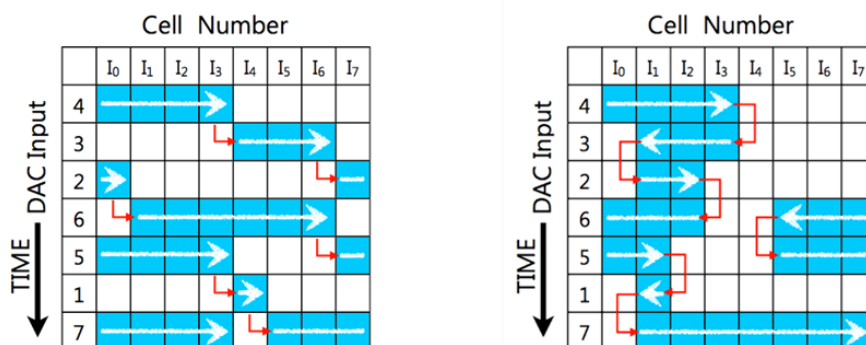 Cell Number
I₀ I₁ I₂ I₃ I₄ I₅ I₆ I₇
DAC Input
TIME
4
3
2
6
5
1
7
Cell Number
I₀ I₁ I₂ I₃ I₄ I₅ I₆ I₇
DAC Input
TIME
4
3
2
6
5
1
7